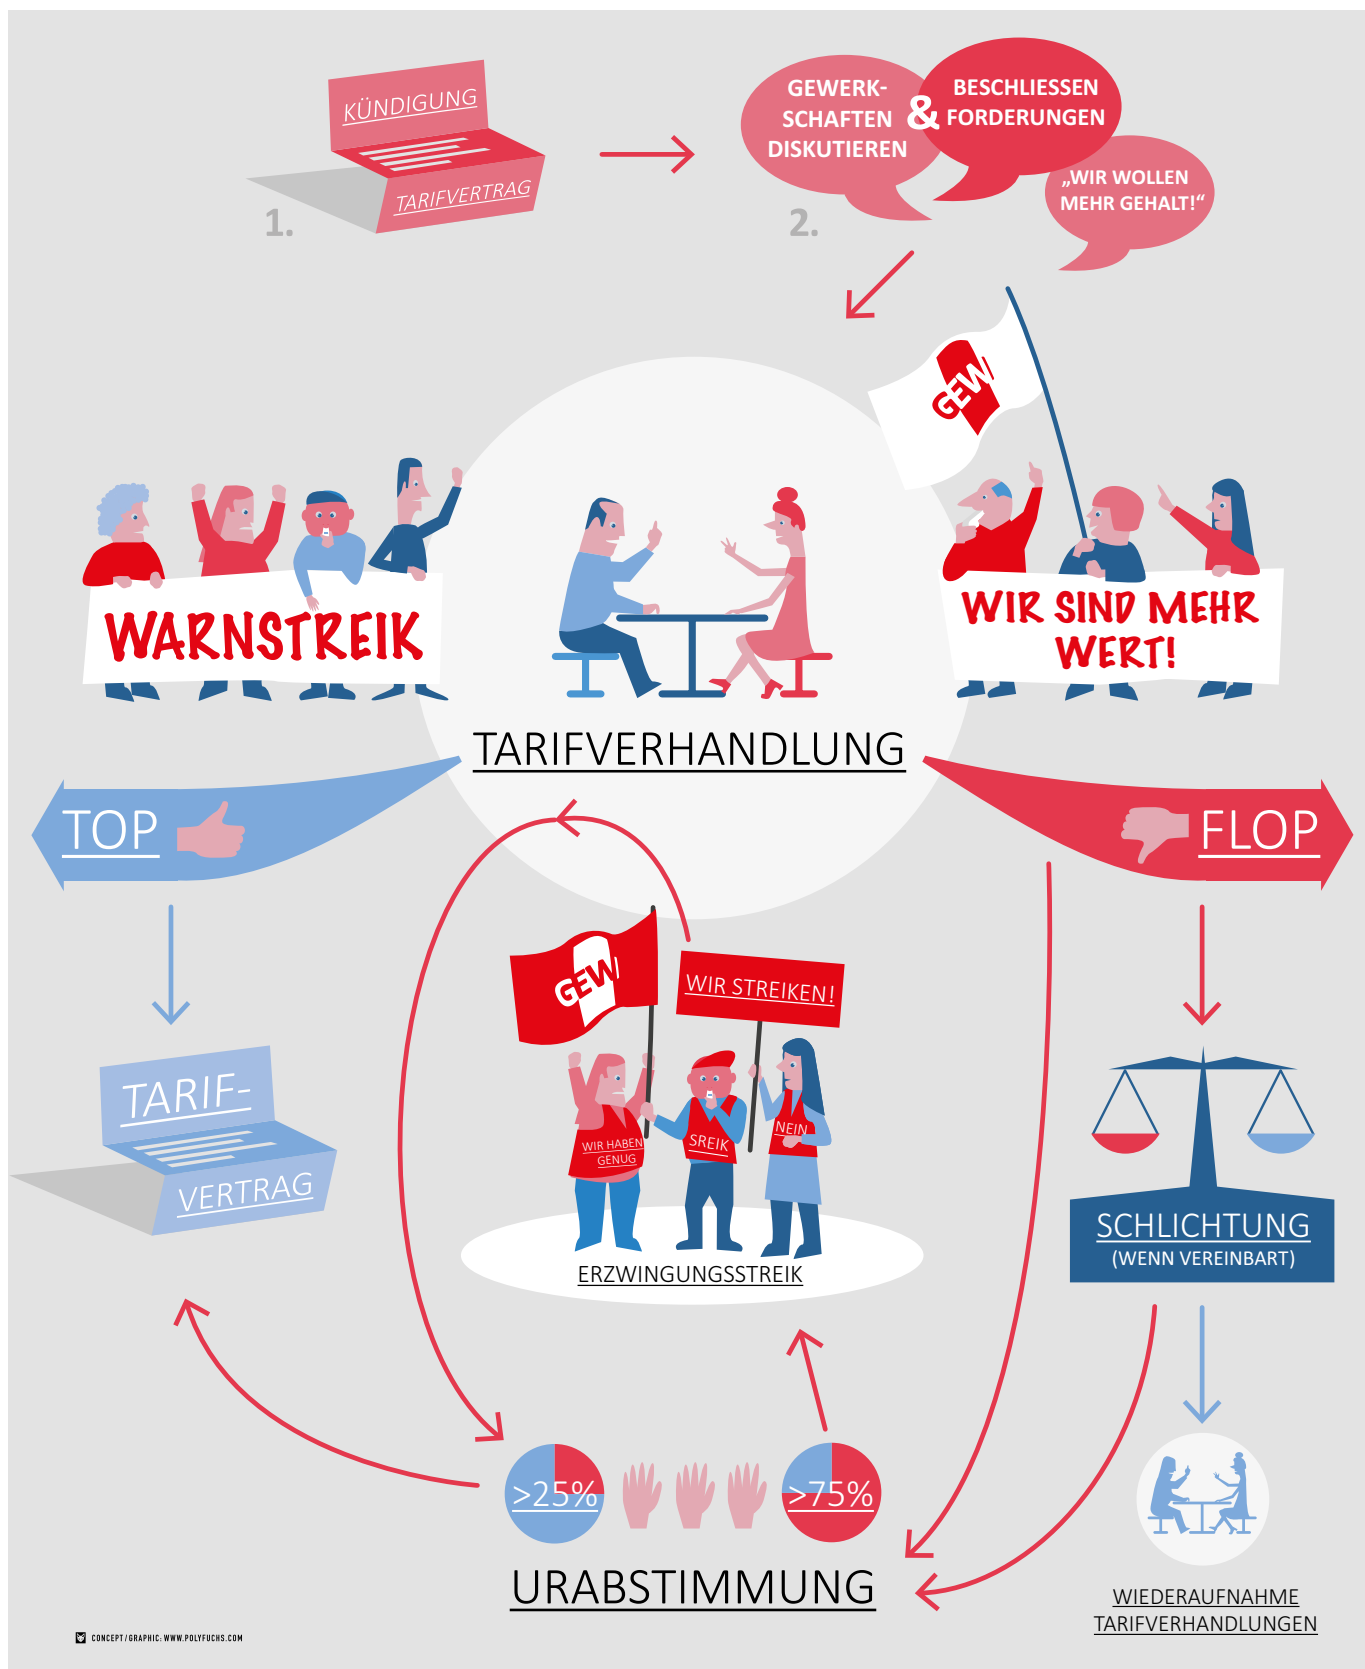 KÜNDIGUNG
TARIFVERTRAG
1.
GEWERK-
SCHAFTEN
DISKUTIEREN
&
BESCHLIESSEN
FORDERUNGEN
„WIR WOLLEN
MEHR GEHALT!“
2.
GEW
WARNSTREIK
WIR SIND MEHR
WERT!
TARIFVERHANDLUNG
TOP
FLOP
GEW
WIR STREIKEN!
TARIF-
VERTRAG
WIR HABEN
GENUG
SREIK
NEIN
ERZWINGUNGSSTREIK
SCHLICHTUNG
(WENN VEREINBART)
>25%
>75%
URABSTIMMUNG
WIEDERAUFNAHME
TARIFVERHANDLUNGEN
CONCEPT/GRAPHIC: WWW.POLYFUCHS.COM